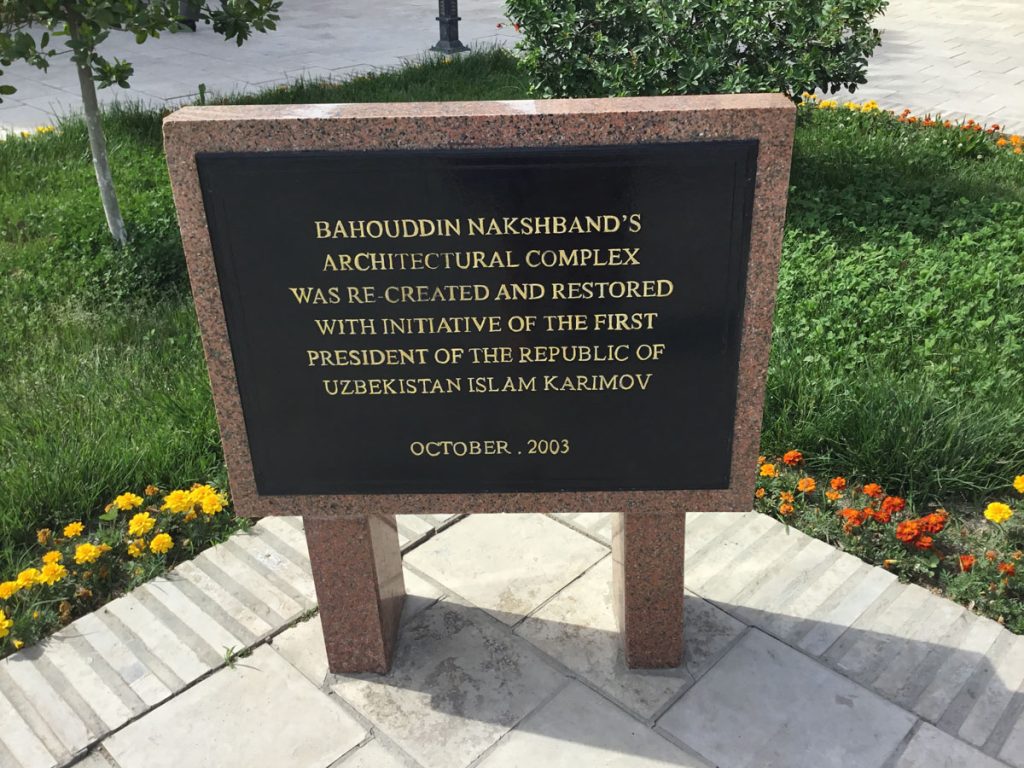 BAHOUDDIN NAKSHBAND'S
ARCHITECTURAL COMPLEX
WAS RE-CREATED AND RESTORED
WITH INITIATIVE OF THE FIRST
PRESIDENT OF THE REPUBLIC OF
UZBEKISTAN ISLAM KARIMOV
OCTOBER . 2003